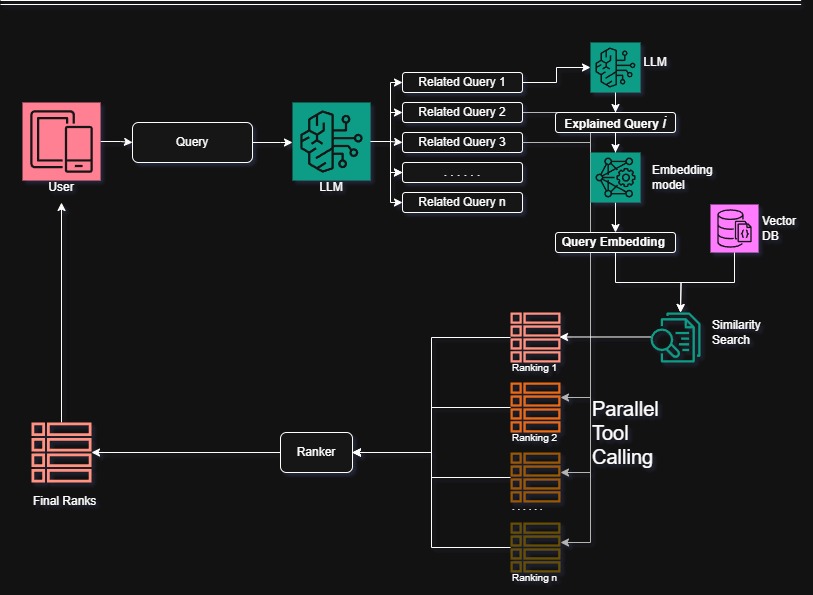 User
Query
LLM
Related Query 1
Related Query 2
Related Query 3
. . . . . .
Related Query n
LLM
Explained Query i
Embedding
model
Query Embedding
Vector
DB
Similarity
Search
Ranking 1
Ranking 2
. . . . . .
Ranking n
Parallel
Tool
Calling
Ranker
Final Ranks